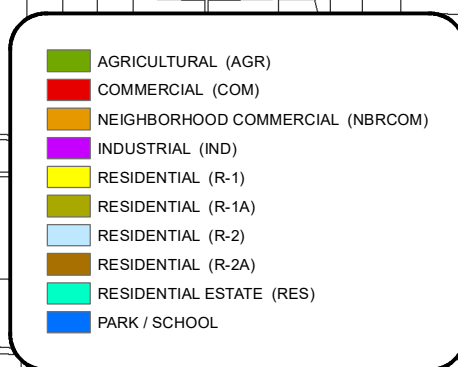 AGRICULTURAL (AGR)
COMMERCIAL (COM)
NEIGHBORHOOD COMMERCIAL (NBRCOM)
INDUSTRIAL (IND)
RESIDENTIAL (R-1)
RESIDENTIAL (R-1A)
RESIDENTIAL (R-2)
RESIDENTIAL (R-2A)
RESIDENTIAL ESTATE (RES)
PARK / SCHOOL